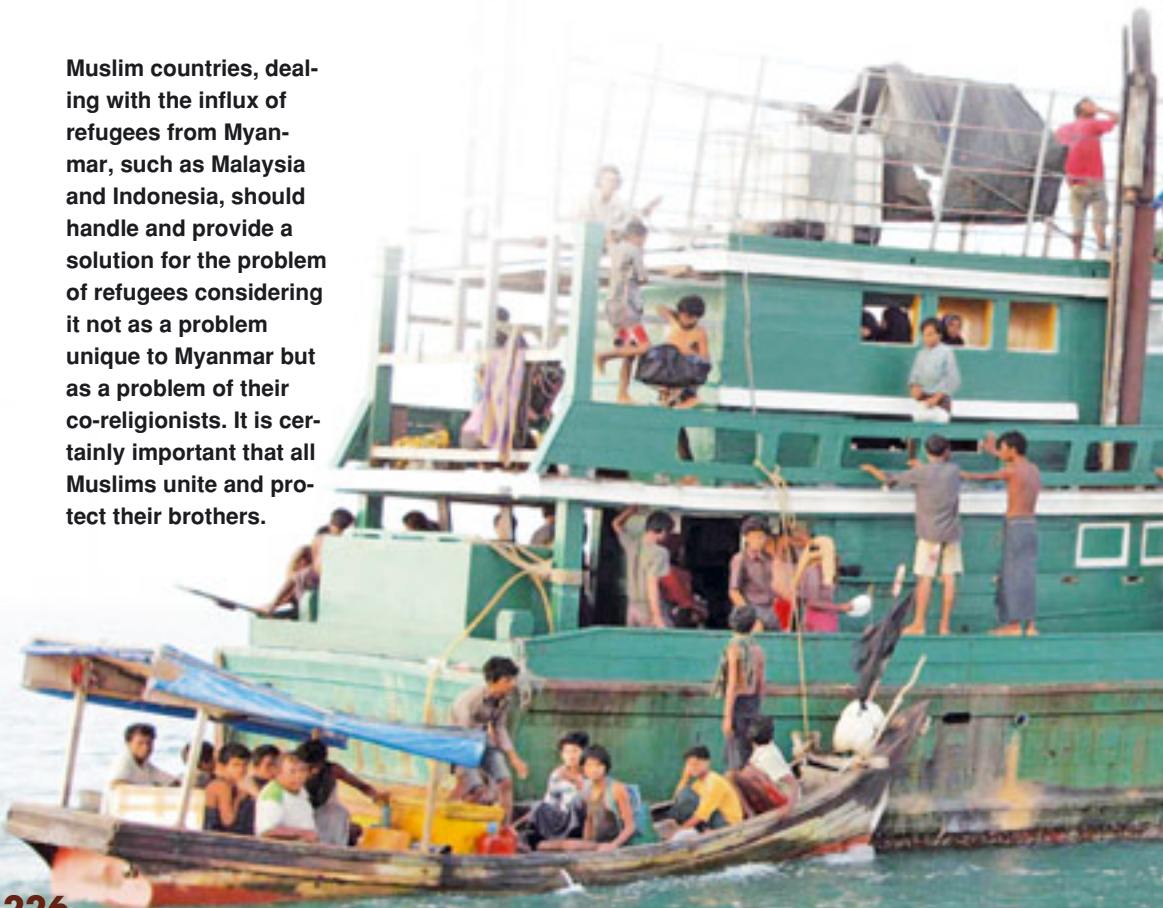 Muslim countries, deal-
ing with the influx of
refugees from Myan-
mar, such as Malaysia
and Indonesia, should
handle and provide a
solution for the problem
of refugees considering
it not as a problem
unique to Myanmar but
as a problem of their
co-religionists. It is cer-
tainly important that all
Muslims unite and pro-
tect their brothers.
226